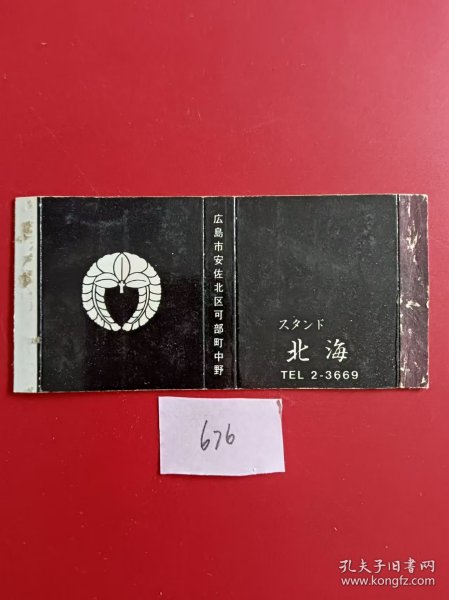 広島市安佐北区可部町中野
スタンド
北海
TEL 2-3669
676
孔夫子旧书网
www.kongfz.com